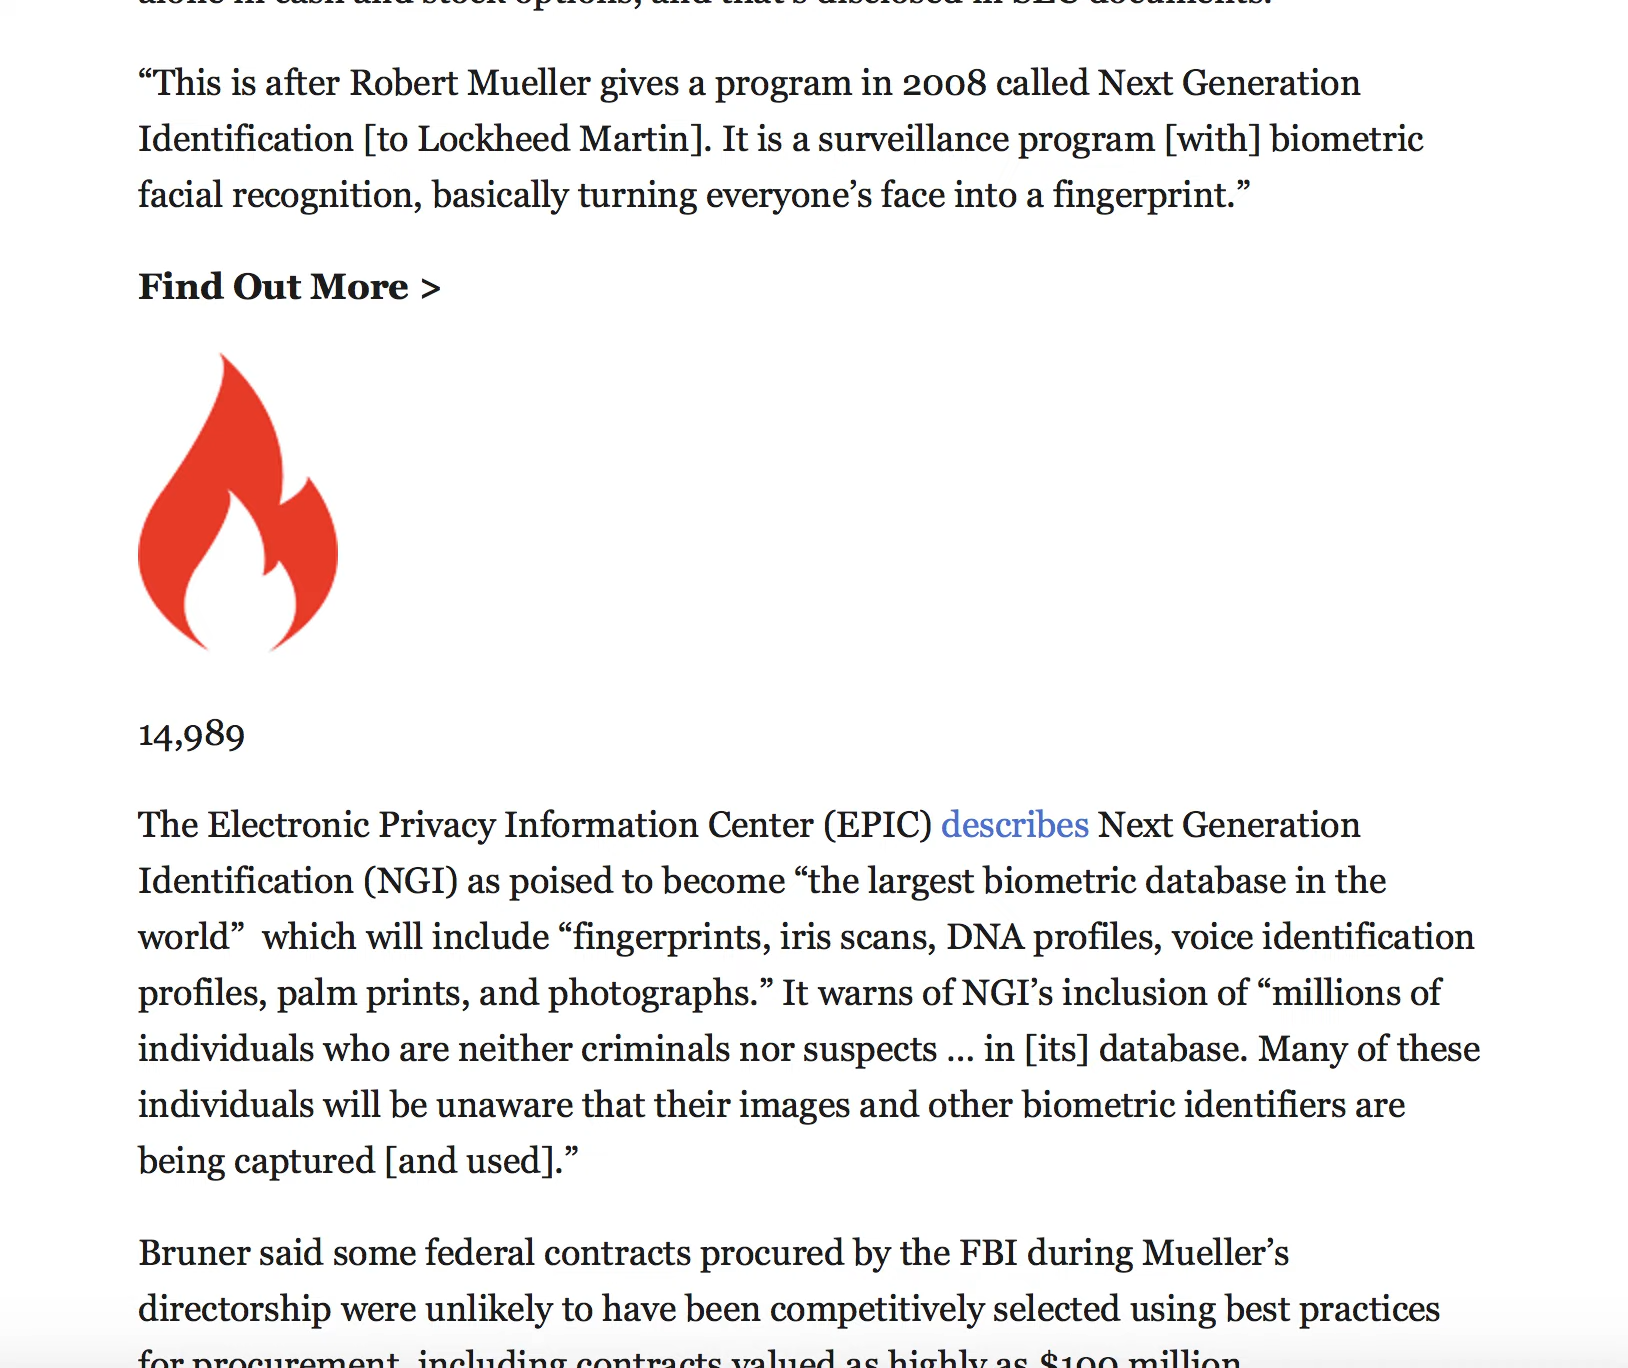 alone in cash and stock options, and that’s disclosed in SEC documents.
“This is after Robert Mueller gives a program in 2008 called Next Generation
Identification [to Lockheed Martin]. It is a surveillance program [with] biometric
facial recognition, basically turning everyone’s face into a fingerprint.”
Find Out More >
14,989
The Electronic Privacy Information Center (EPIC) describes Next Generation
Identification (NGI) as poised to become “the largest biometric database in the
world”  which will include “fingerprints, iris scans, DNA profiles, voice identification
profiles, palm prints, and photographs.” It warns of NGI’s inclusion of “millions of
individuals who are neither criminals nor suspects ... in [its] database. Many of these
individuals will be unaware that their images and other biometric identifiers are
being captured [and used].”
Bruner said some federal contracts procured by the FBI during Mueller’s
directorship were unlikely to have been competitively selected using best practices
for procurement, including contracts valued as highly as $100 million